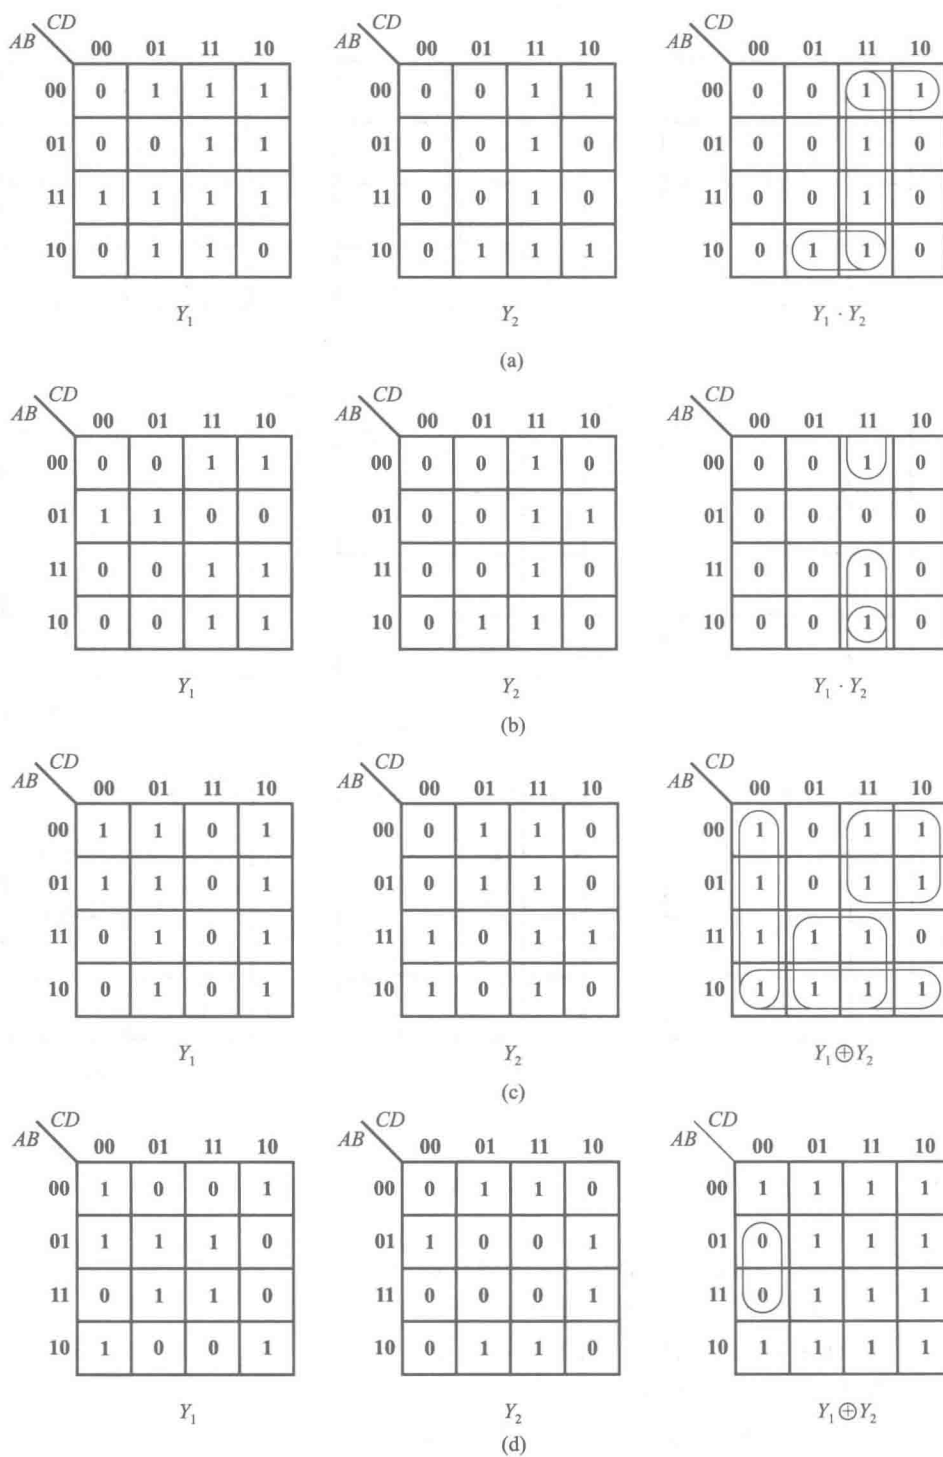 CD CD CD
AB 00 01 11 10 AB 00 01 11 10 AB 00 01 11 10
00 0 1 1 1 00 0 0 1 1 00 0 0 1 1
01 0 0 1 1 01 0 0 1 0 01 0 0 1 0
11 1 1 1 1 11 0 0 1 0 11 0 0 1 0
10 0 1 1 0 10 0 1 1 1 10 0 1 1 0
Y₁ Y₂ Y₁ · Y₂
(a)
CD CD CD
AB 00 01 11 10 AB 00 01 11 10 AB 00 01 11 10
00 0 0 1 1 00 0 0 1 0 00 0 0 1 0
01 1 1 0 0 01 0 0 1 1 01 0 0 0 0
11 0 0 1 1 11 0 0 1 0 11 0 0 1 0
10 0 0 1 1 10 0 1 1 0 10 0 0 1 0
Y₁ Y₂ Y₁ · Y₂
(b)
CD CD CD
AB 00 01 11 10 AB 00 01 11 10 AB 00 01 11 10
00 1 1 0 1 00 0 1 1 0 00 1 0 1 1
01 1 1 0 1 01 0 1 1 0 01 1 0 1 1
11 0 1 0 1 11 1 0 1 1 11 1 1 1 0
10 0 1 0 1 10 1 0 1 0 10 1 1 1 1
Y₁ Y₂ Y₁⊕Y₂
(c)
CD CD CD
AB 00 01 11 10 AB 00 01 11 10 AB 00 01 11 10
00 1 0 0 1 00 0 1 1 0 00 1 1 1 1
01 1 1 1 0 01 1 0 0 1 01 0 1 1 1
11 0 1 1 0 11 0 0 0 1 11 0 1 1 1
10 1 0 0 1 10 0 1 1 0 10 1 1 1 1
Y₁ Y₂ Y₁⊕Y₂
(d)